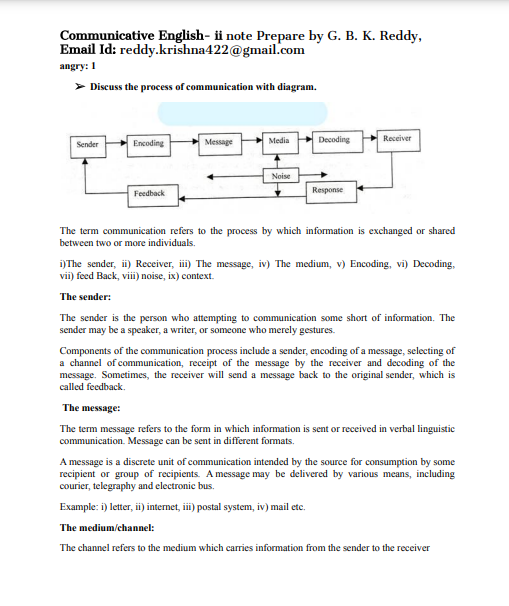 Communicative English- ii note Prepare by G. B. K. Reddy,
Email Id: reddy.krishna422@gmail.com
angry: 1
➢ Discuss the process of communication with diagram.
Sender Encoding Message Media Decoding Receiver
Noise
Feedback Response
The term communication refers to the process by which information is exchanged or shared
between two or more individuals.
i)The sender, ii) Receiver, iii) The message, iv) The medium, v) Encoding, vi) Decoding,
vii) feed Back, viii) noise, ix) context.
The sender:
The sender is the person who attempting to communication some short of information. The
sender may be a speaker, a writer, or someone who merely gestures.
Components of the communication process include a sender, encoding of a message, selecting of
a channel of communication, receipt of the message by the receiver and decoding of the
message. Sometimes, the receiver will send a message back to the original sender, which is
called feedback.
The message:
The term message refers to the form in which information is sent or received in verbal linguistic
communication. Message can be sent in different formats.
A message is a discrete unit of communication intended by the source for consumption by some
recipient or group of recipients. A message may be delivered by various means, including
courier, telegraphy and electronic bus.
Example: i) letter, ii) internet, iii) postal system, iv) mail etc.
The medium/channel:
The channel refers to the medium which carries information from the sender to the receiver